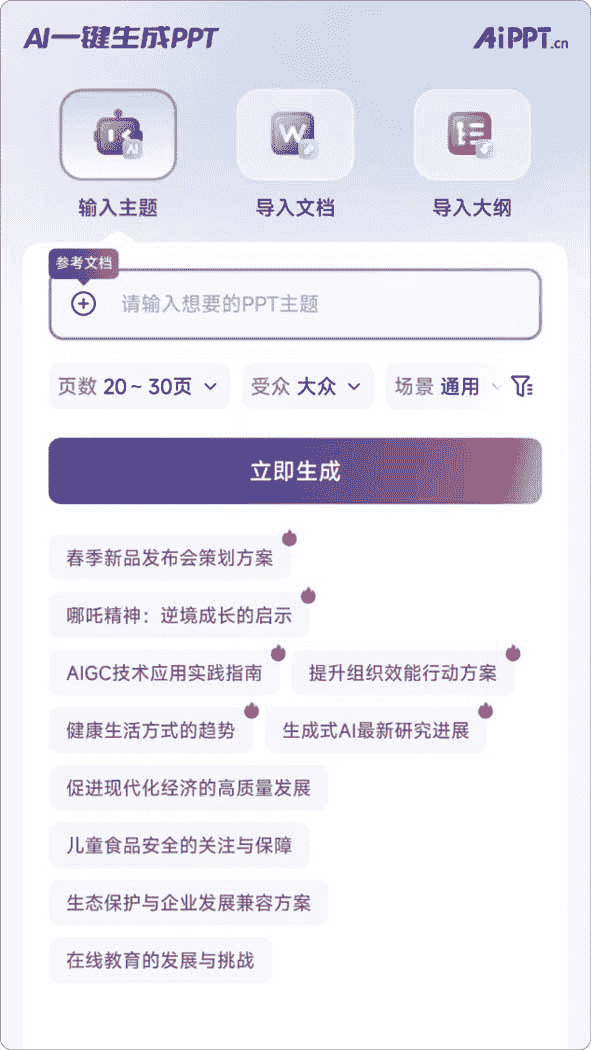 AI一键生成PPT
AiPPT.cn
输入主题
导入文档
导入大纲
参考文档
请输入想要的PPT主题
页数 20~30页
受众 大众
场景 通用
立即生成
春季新品发布会策划方案
哪吒精神：逆境成长的启示
AIGC技术应用实践指南
提升组织效能行动方案
健康生活方式的趋势
生成式AI最新研究进展
促进现代化经济的高质量发展
儿童食品安全的关注与保障
生态保护与企业发展兼容方案
在线教育的发展与挑战